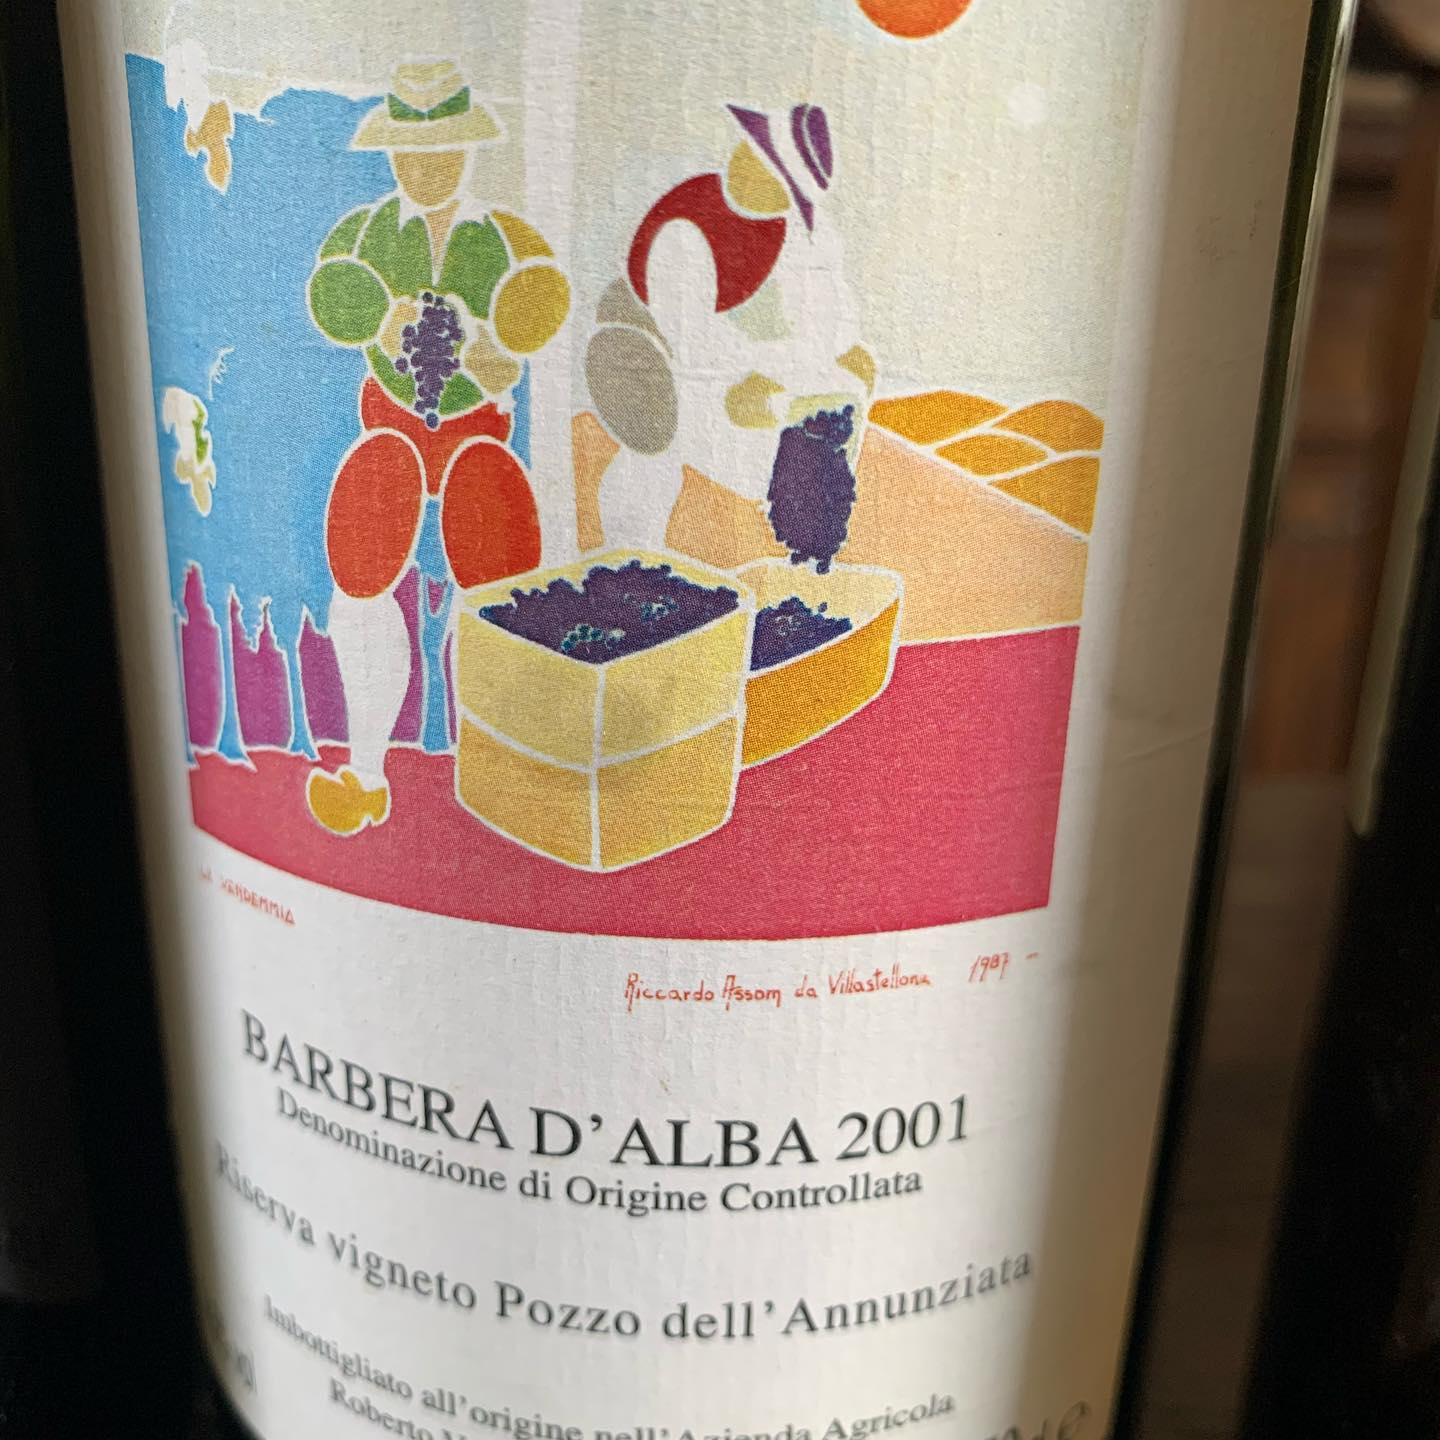 LA VENDEMMIA
Riccardo Assom da Villastellone 1987 -
BARBERA D'ALBA 2001
Denominazione di Origine Controllata
Riserva vigneto Pozzo dell'Annunziata
Imbottigliato all'origine nell'Azienda Agricola
Roberto